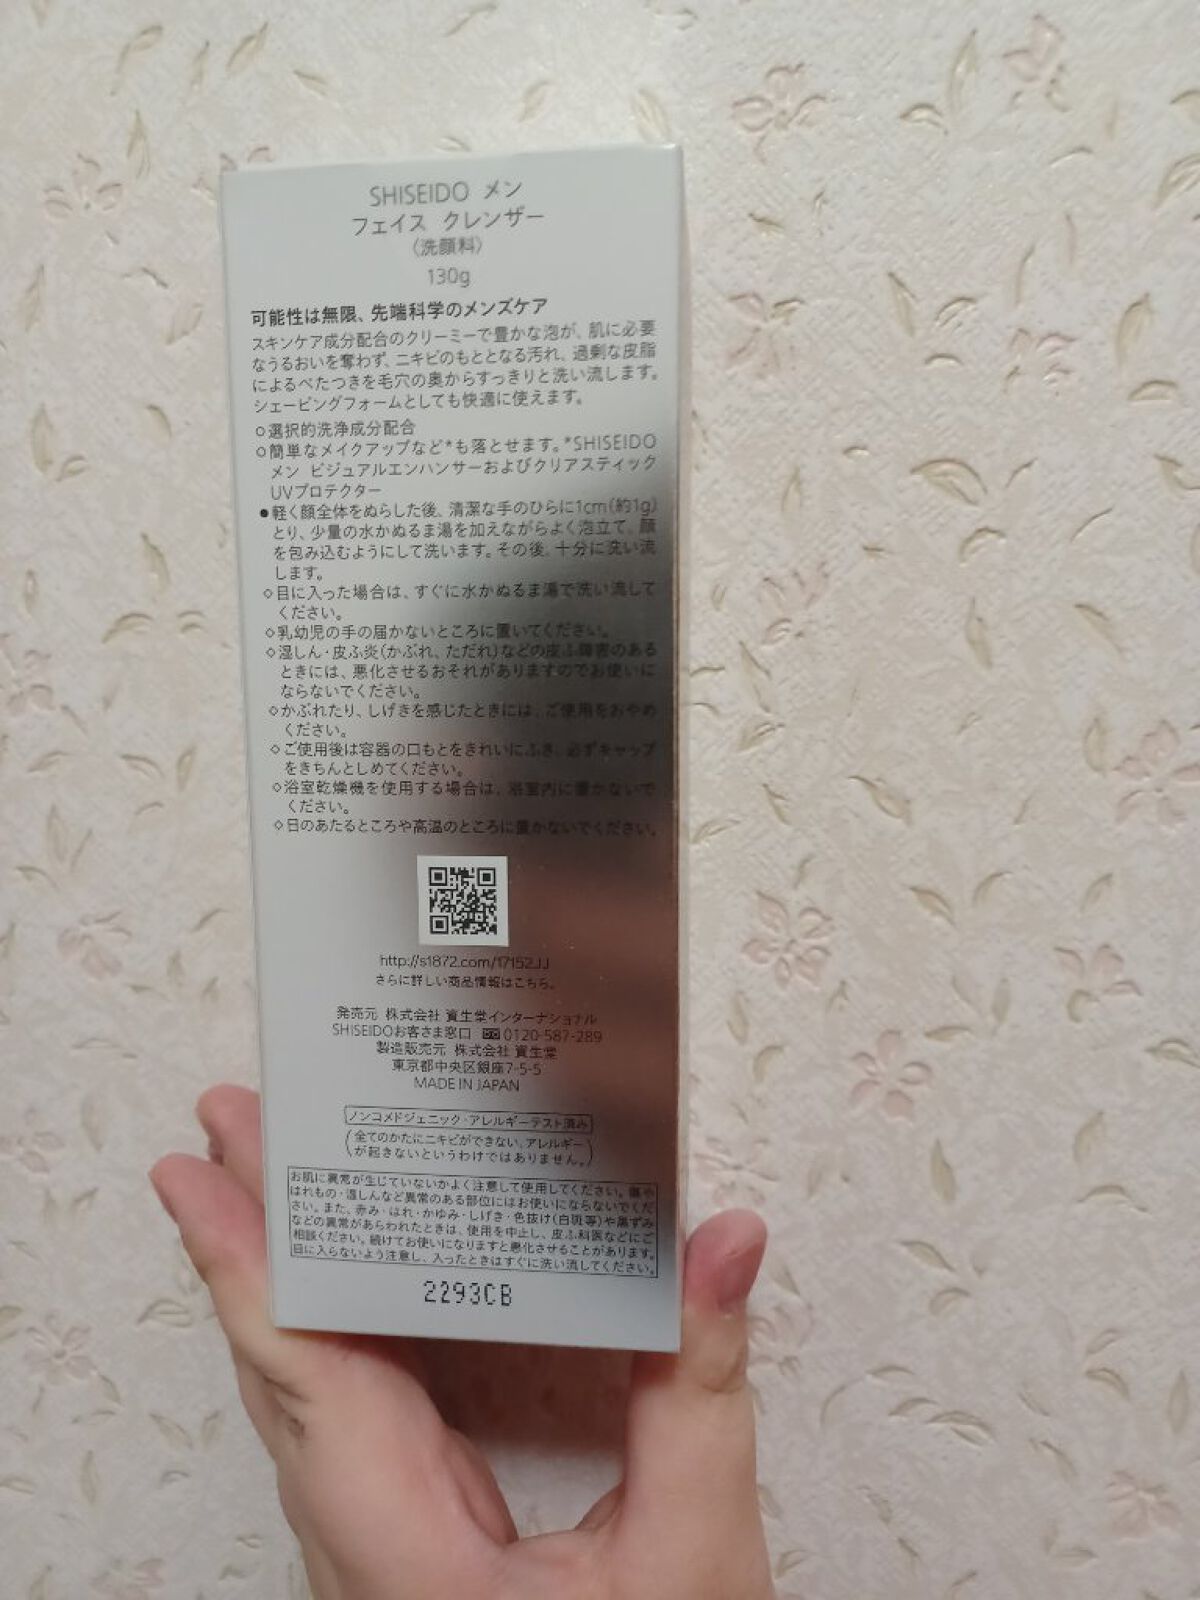 SHISEIDO メン
フェイス クレンザー
(洗顔料)
130g
可能性は無限、先端科学のメンズケア
スキンケア成分配合のクリーミーで豊かな泡が、肌に必要
なうるおいを奪わず、ニキビのもととなる汚れ、過剰な皮脂
によるべたつきを毛穴の奥からすっきりと洗い流します。
シェービングフォームとしても快適に使えます。
○選択的洗浄成分配合
○簡単なメイクアップなど*も落とせます。*SHISEIDO
メン ビジュアルエンハンサーおよびクリアスティック
UVプロテクター
●軽く顔全体をぬらした後、清潔な手のひらに1cm(約1g)
とり、少量の水かぬるま湯を加えながらよく泡立て、顔
を包み込むようにして洗います。その後、十分に洗い流
します。
◇目に入った場合は、すぐに水かぬるま湯で洗い流して
ください。
◇乳幼児の手の届かないところに置いてください。
◇湿しん・皮ふ炎(かぶれ、ただれ)などの皮ふ障害のある
ときには、悪化させるおそれがありますのでお使いに
ならないでください。
◇かぶれたり、しげきを感じたときには、ご使用をおやめ
ください。
◇ご使用後は容器の口もとをきれいにふき、必ずキャップ
をきちんとしめてください。
◇浴室乾燥機を使用する場合は、浴室内に置かないで
ください。
◇日のあたるところや高温のところに置かないでください。
http://s1872.com/17152JJ
さらに詳しい商品情報はこちら。
発売元 株式会社 資生堂インターナショナル
SHISEIDOお客さま窓口 0120-587-289
製造販売元 株式会社 資生堂
東京都中央区銀座7-5-5
MADE IN JAPAN
ノンコメドジェニック・アレルギーテスト済み
(全てのかたにニキビができない、アレルギー
が起きないというわけではありません。)
お肌に異常が生じていないかよく注意して使用してください。傷や
はれもの・湿しんなど異常のある部位にはお使いにならないでくだ
さい。また、赤み・はれ・かゆみ・しげき・色抜け(白斑等)や黒ずみ
などの異常があらわれたときは、使用を中止し、皮ふ科医などにご
相談ください。続けてお使いになりますと悪化させることがあります。
目に入らないよう注意し、入ったときはすぐに洗い流してください。
2293CB